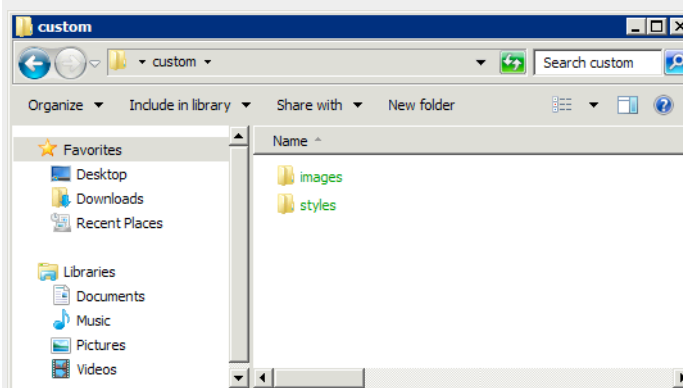 custom
custom
Search custom
Organize Include in library Share with New folder
Name
Favorites
Desktop
Downloads
Recent Places
Libraries
Documents
Music
Pictures
Videos
images
styles